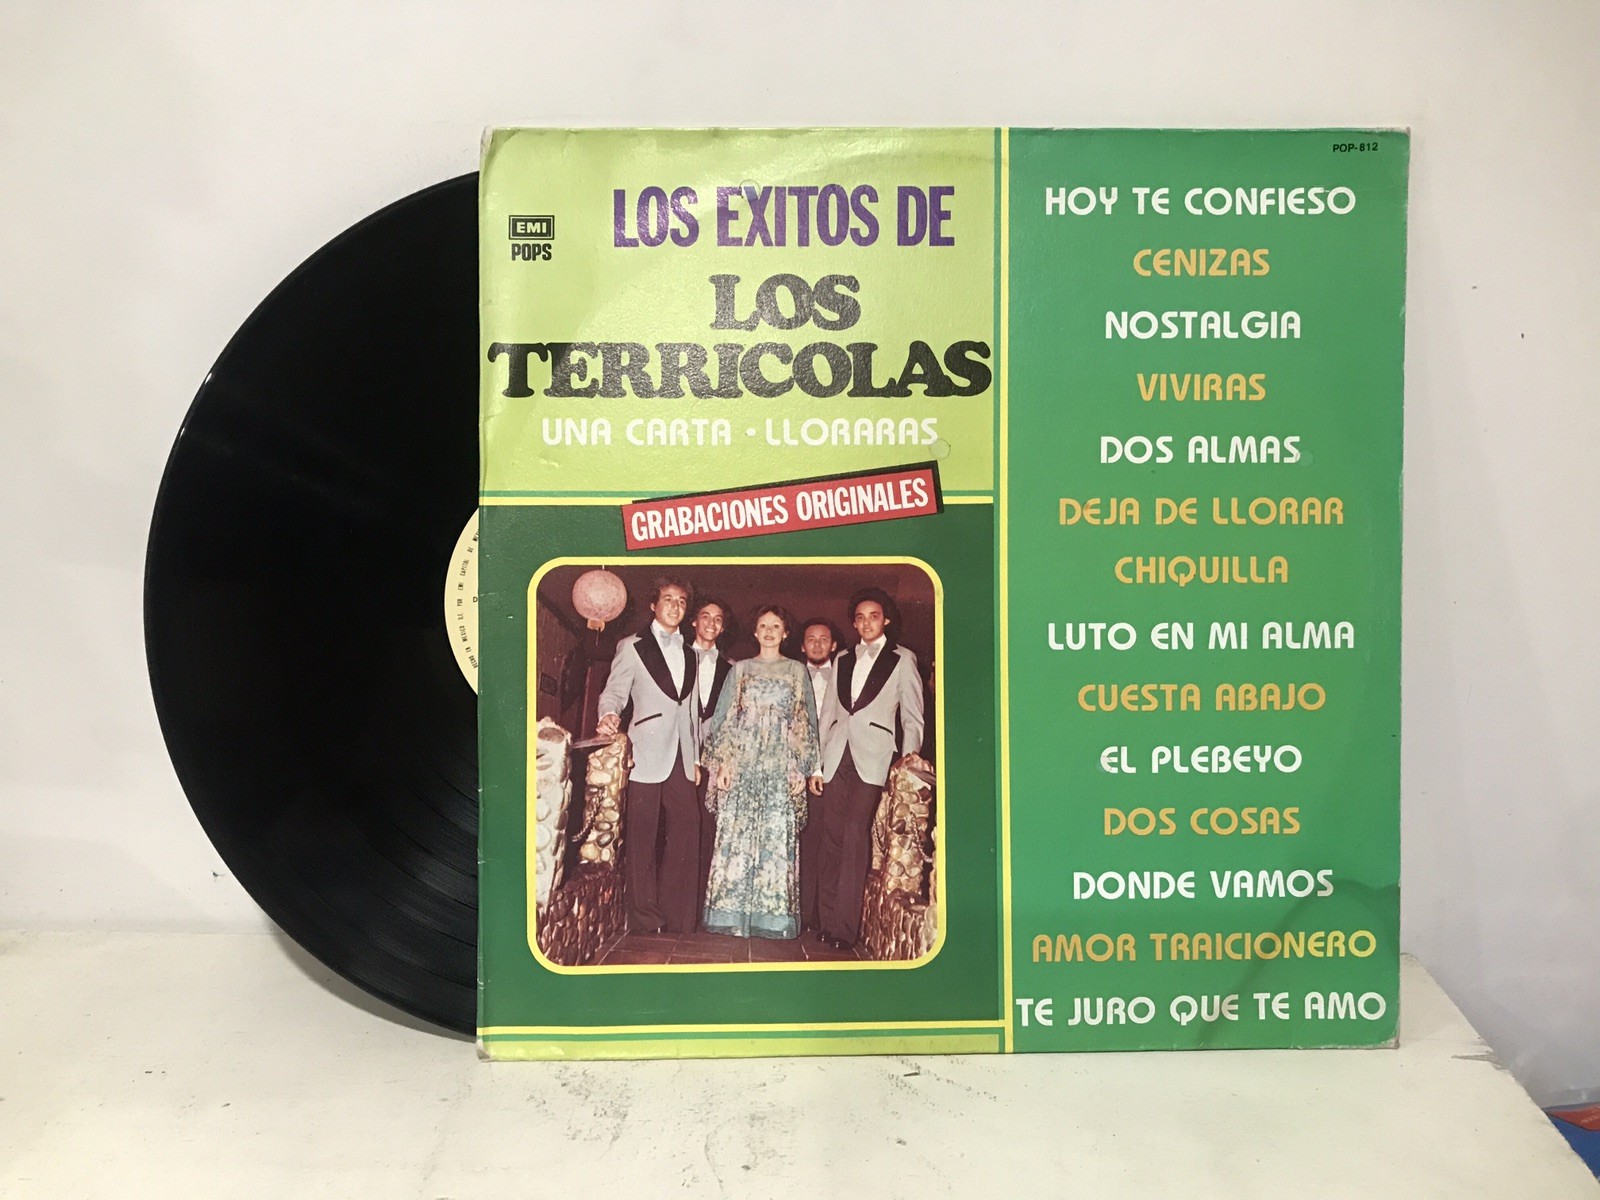 EMI
POPS
LOS EXITOS DE
LOS
TERRICOLAS
UNA CARTA • LLORARAS
GRABACIONES ORIGINALES
POP-812
HOY TE CONFIESO
CENIZAS
NOSTALGIA
VIVIRAS
DOS ALMAS
DEJA DE LLORAR
CHIQUILLA
LUTO EN MI ALMA
CUESTA ABAJO
EL PLEBEYO
DOS COSAS
DONDE VAMOS
AMOR TRAICIONERO
TE JURO QUE TE AMO